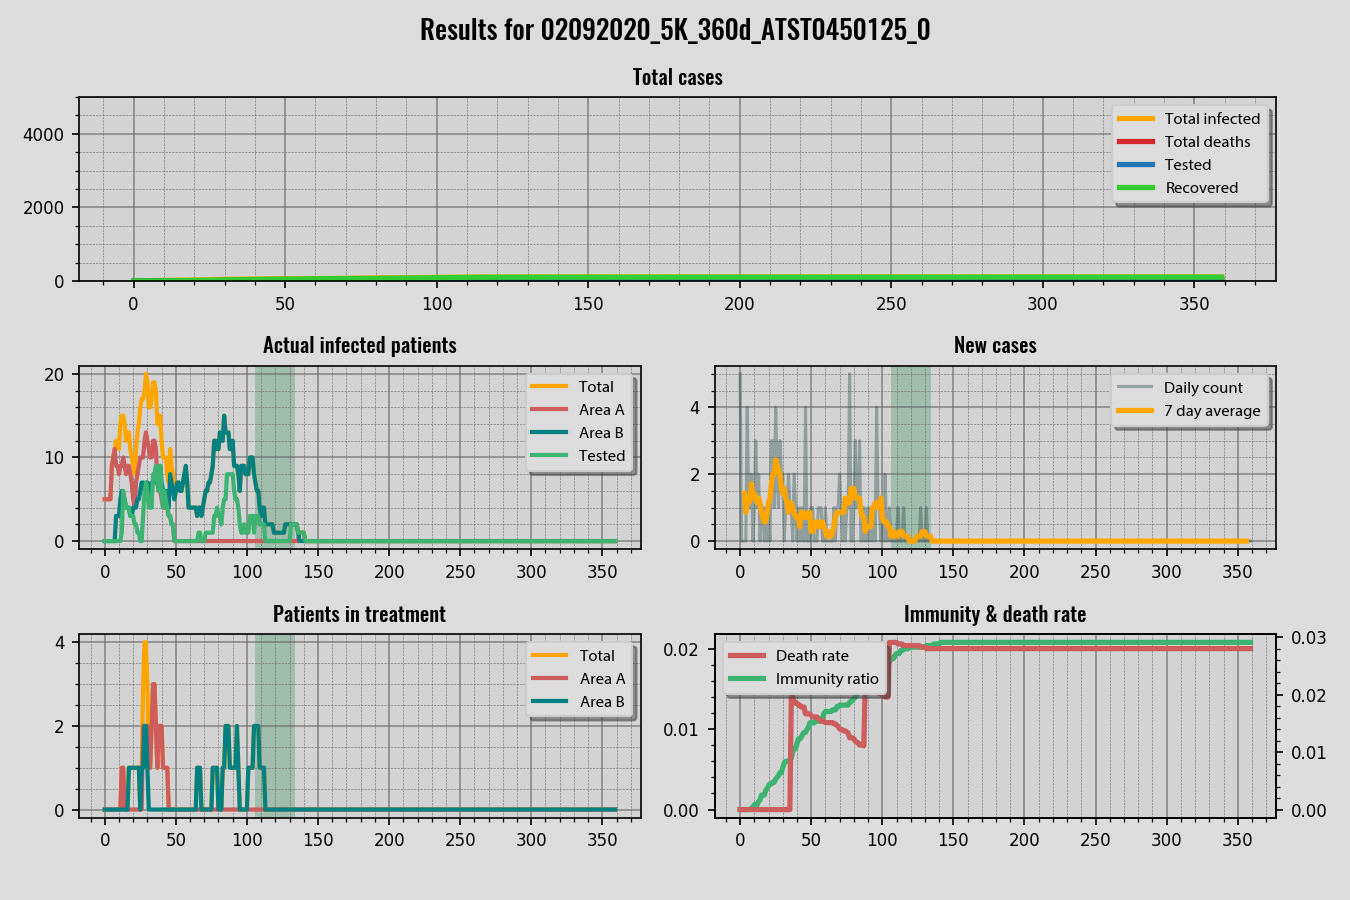 Results for 02092020_5K_360d_ATST0450125_0
Total cases
4000
2000
0
Total infected
Total deaths
Tested
Recovered
0 50 100 150 200 250 300 350
Actual infected patients
20
10
0
Total
Area A
Area B
Tested
0 50 100 150 200 250 300 350
New cases
4
2
0
Daily count
7 day average
0 50 100 150 200 250 300 350
Patients in treatment
4
2
0
Total
Area A
Area B
0 50 100 150 200 250 300 350
Immunity & death rate
0.02
0.01
0.00
Death rate
Immunity ratio
0.03
0.02
0.01
0.00
0 50 100 150 200 250 300 350